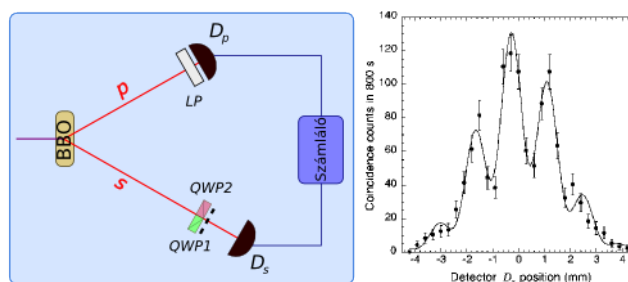 D_p
p
LP
BBO
Számláló
s
QWP2
QWP1
D_s
Coincidence counts in 800 s
140
120
100
80
60
40
20
0
-4 -3 -2 -1 0 1 2 3 4
Detector D_s position (mm)